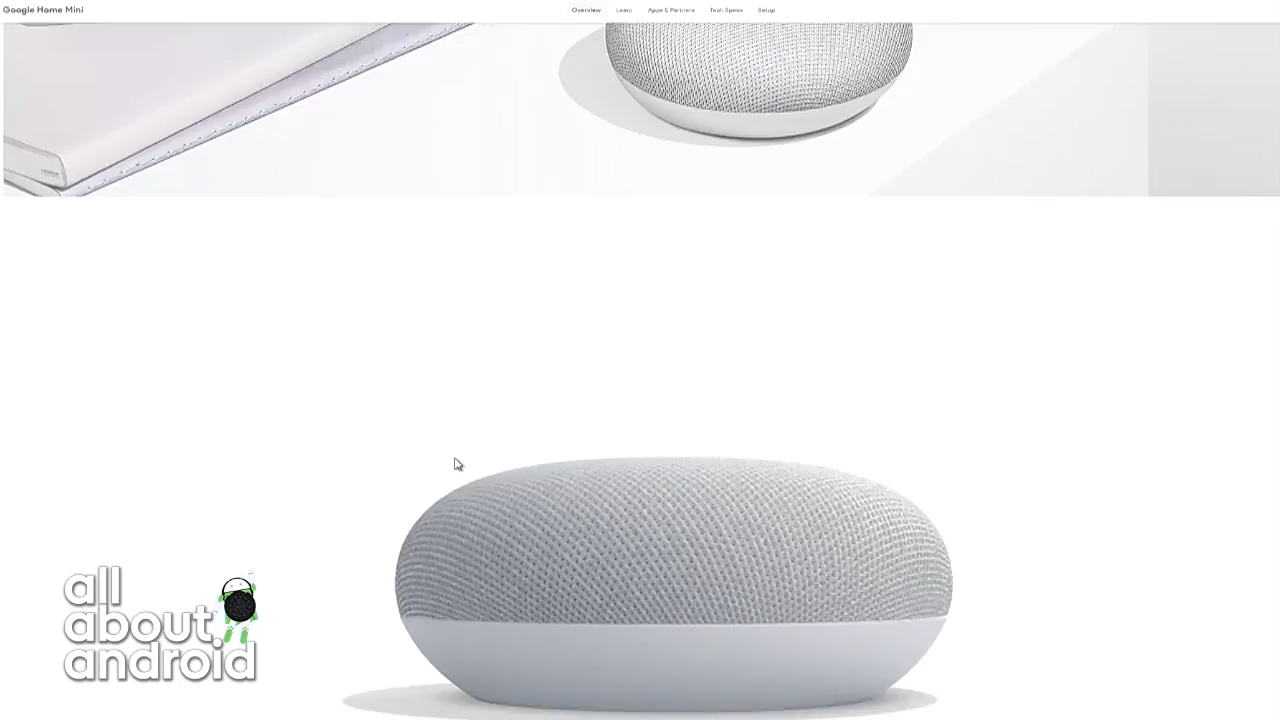 Google Home Mini
Overview
Learn
Apps & Partners
Tech Specs
Setup
all
about
android